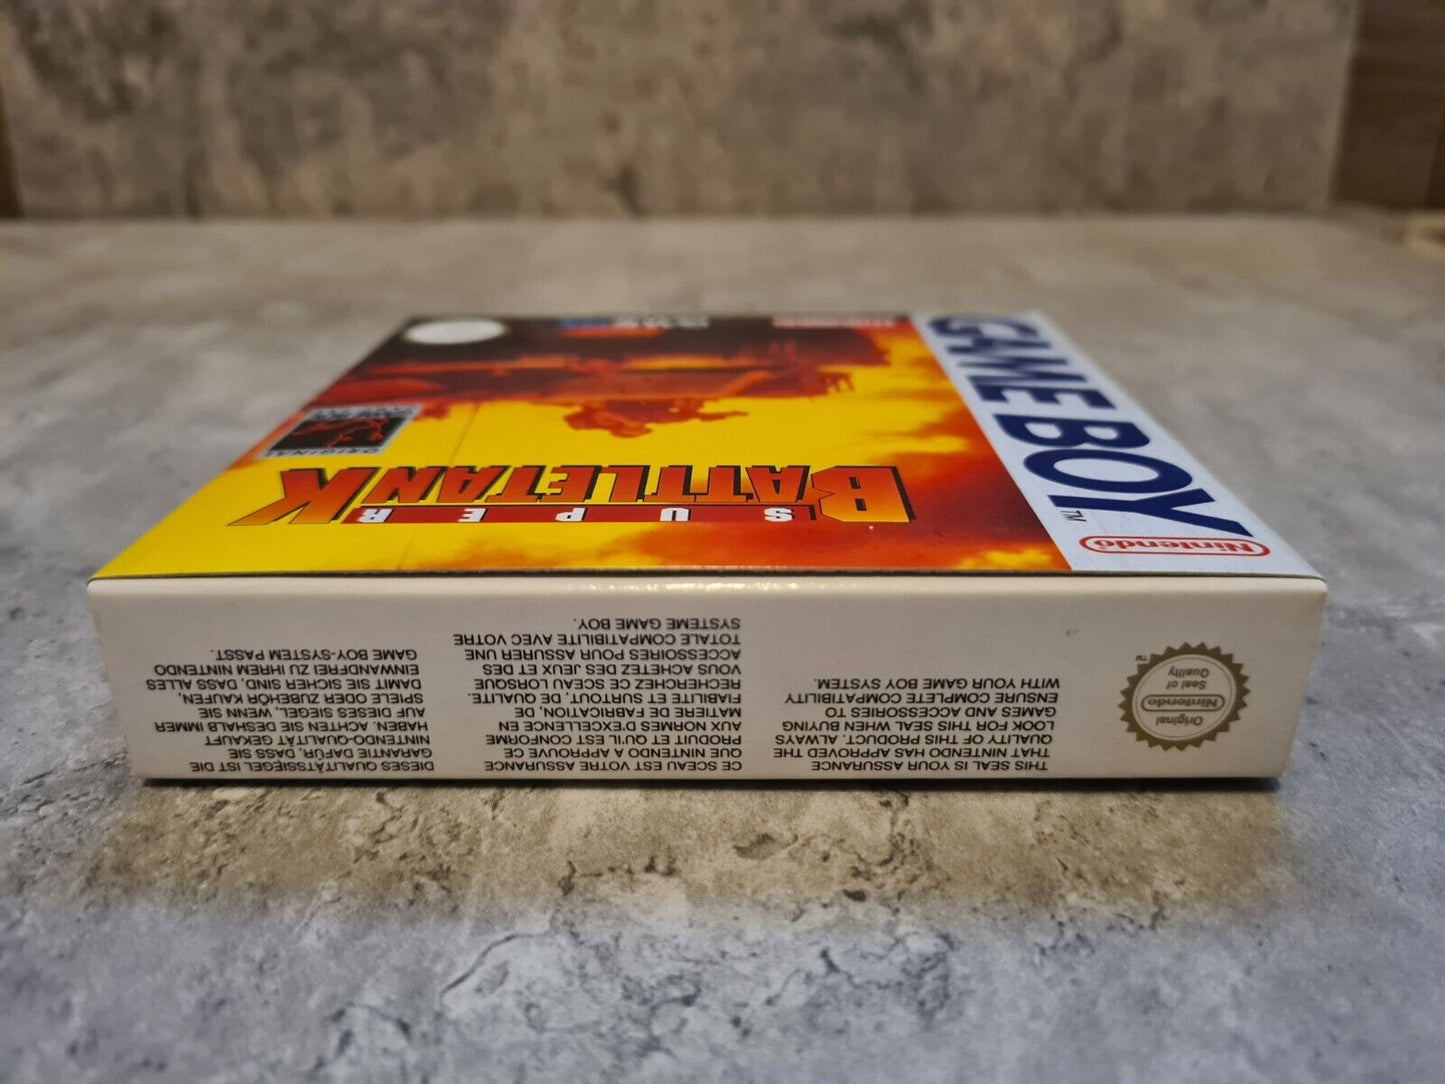 Original
Nintendo
Seal of
Quality
TM
THIS SEAL IS YOUR ASSURANCE
THAT NINTENDO HAS APPROVED THE
QUALITY OF THIS PRODUCT. ALWAYS
LOOK FOR THIS SEAL WHEN BUYING
GAMES AND ACCESSORIES TO
ENSURE COMPLETE COMPATIBILITY
WITH YOUR GAME BOY SYSTEM.
CE SCEAU EST VOTRE ASSURANCE
QUE NINTENDO A APPROUVE CE
PRODUIT ET QU'IL EST CONFORME
AUX NORMES D'EXCELLENCE EN
MATIERE DE FABRICATION, DE
FIABILITE ET SURTOUT, DE QUALITE.
RECHERCHEZ CE SCEAU LORSQUE
VOUS ACHETEZ DES JEUX ET DES
ACCESSOIRES POUR ASSURER UNE
TOTALE COMPATIBILITE AVEC VOTRE
SYSTEME GAME BOY.
DIESES QUALITÄTSSIEGEL IST DIE
GARANTIE DAFÜR, DASS SIE
NINTENDO-QUALITÄT GEKAUFT
HABEN. ACHTEN SIE DESHALB IMMER
AUF DIESES SIEGEL, WENN SIE
SPIELE ODER ZUBEHÖR KAUFEN,
DAMIT SIE SICHER SIND, DASS ALLES
EINWANDFREI ZU IHREM NINTENDO
GAME BOY-SYSTEM PASST.
Nintendo
GAME BOY
TM
SUPER
BATTLETANK
ORIGINAL